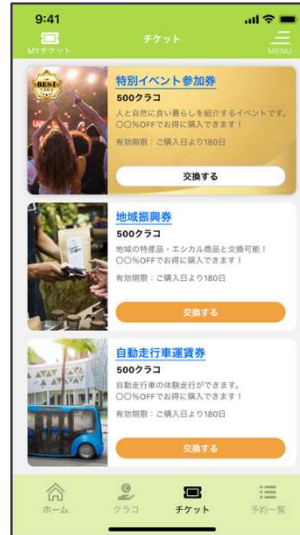 9:41
MYチケット
チケット
MENU
BEST
特別イベント参加券
500クラコ
人と自然に良い暮らしを紹介するイベントです。
〇〇%OFFでお得に購入できます！
有効期限：ご購入日より180日
交換する
地域振興券
500クラコ
地域の特産品・エシカル商品と交換可能！
〇〇%OFFでお得に購入できます！
有効期限：ご購入日より180日
交換する
自動走行車運賃券
500クラコ
自動走行車の体験走行ができます。
〇〇%OFFでお得に購入できます！
有効期限：ご購入日より180日
交換する
ホーム
クラコ
チケット
予約一覧